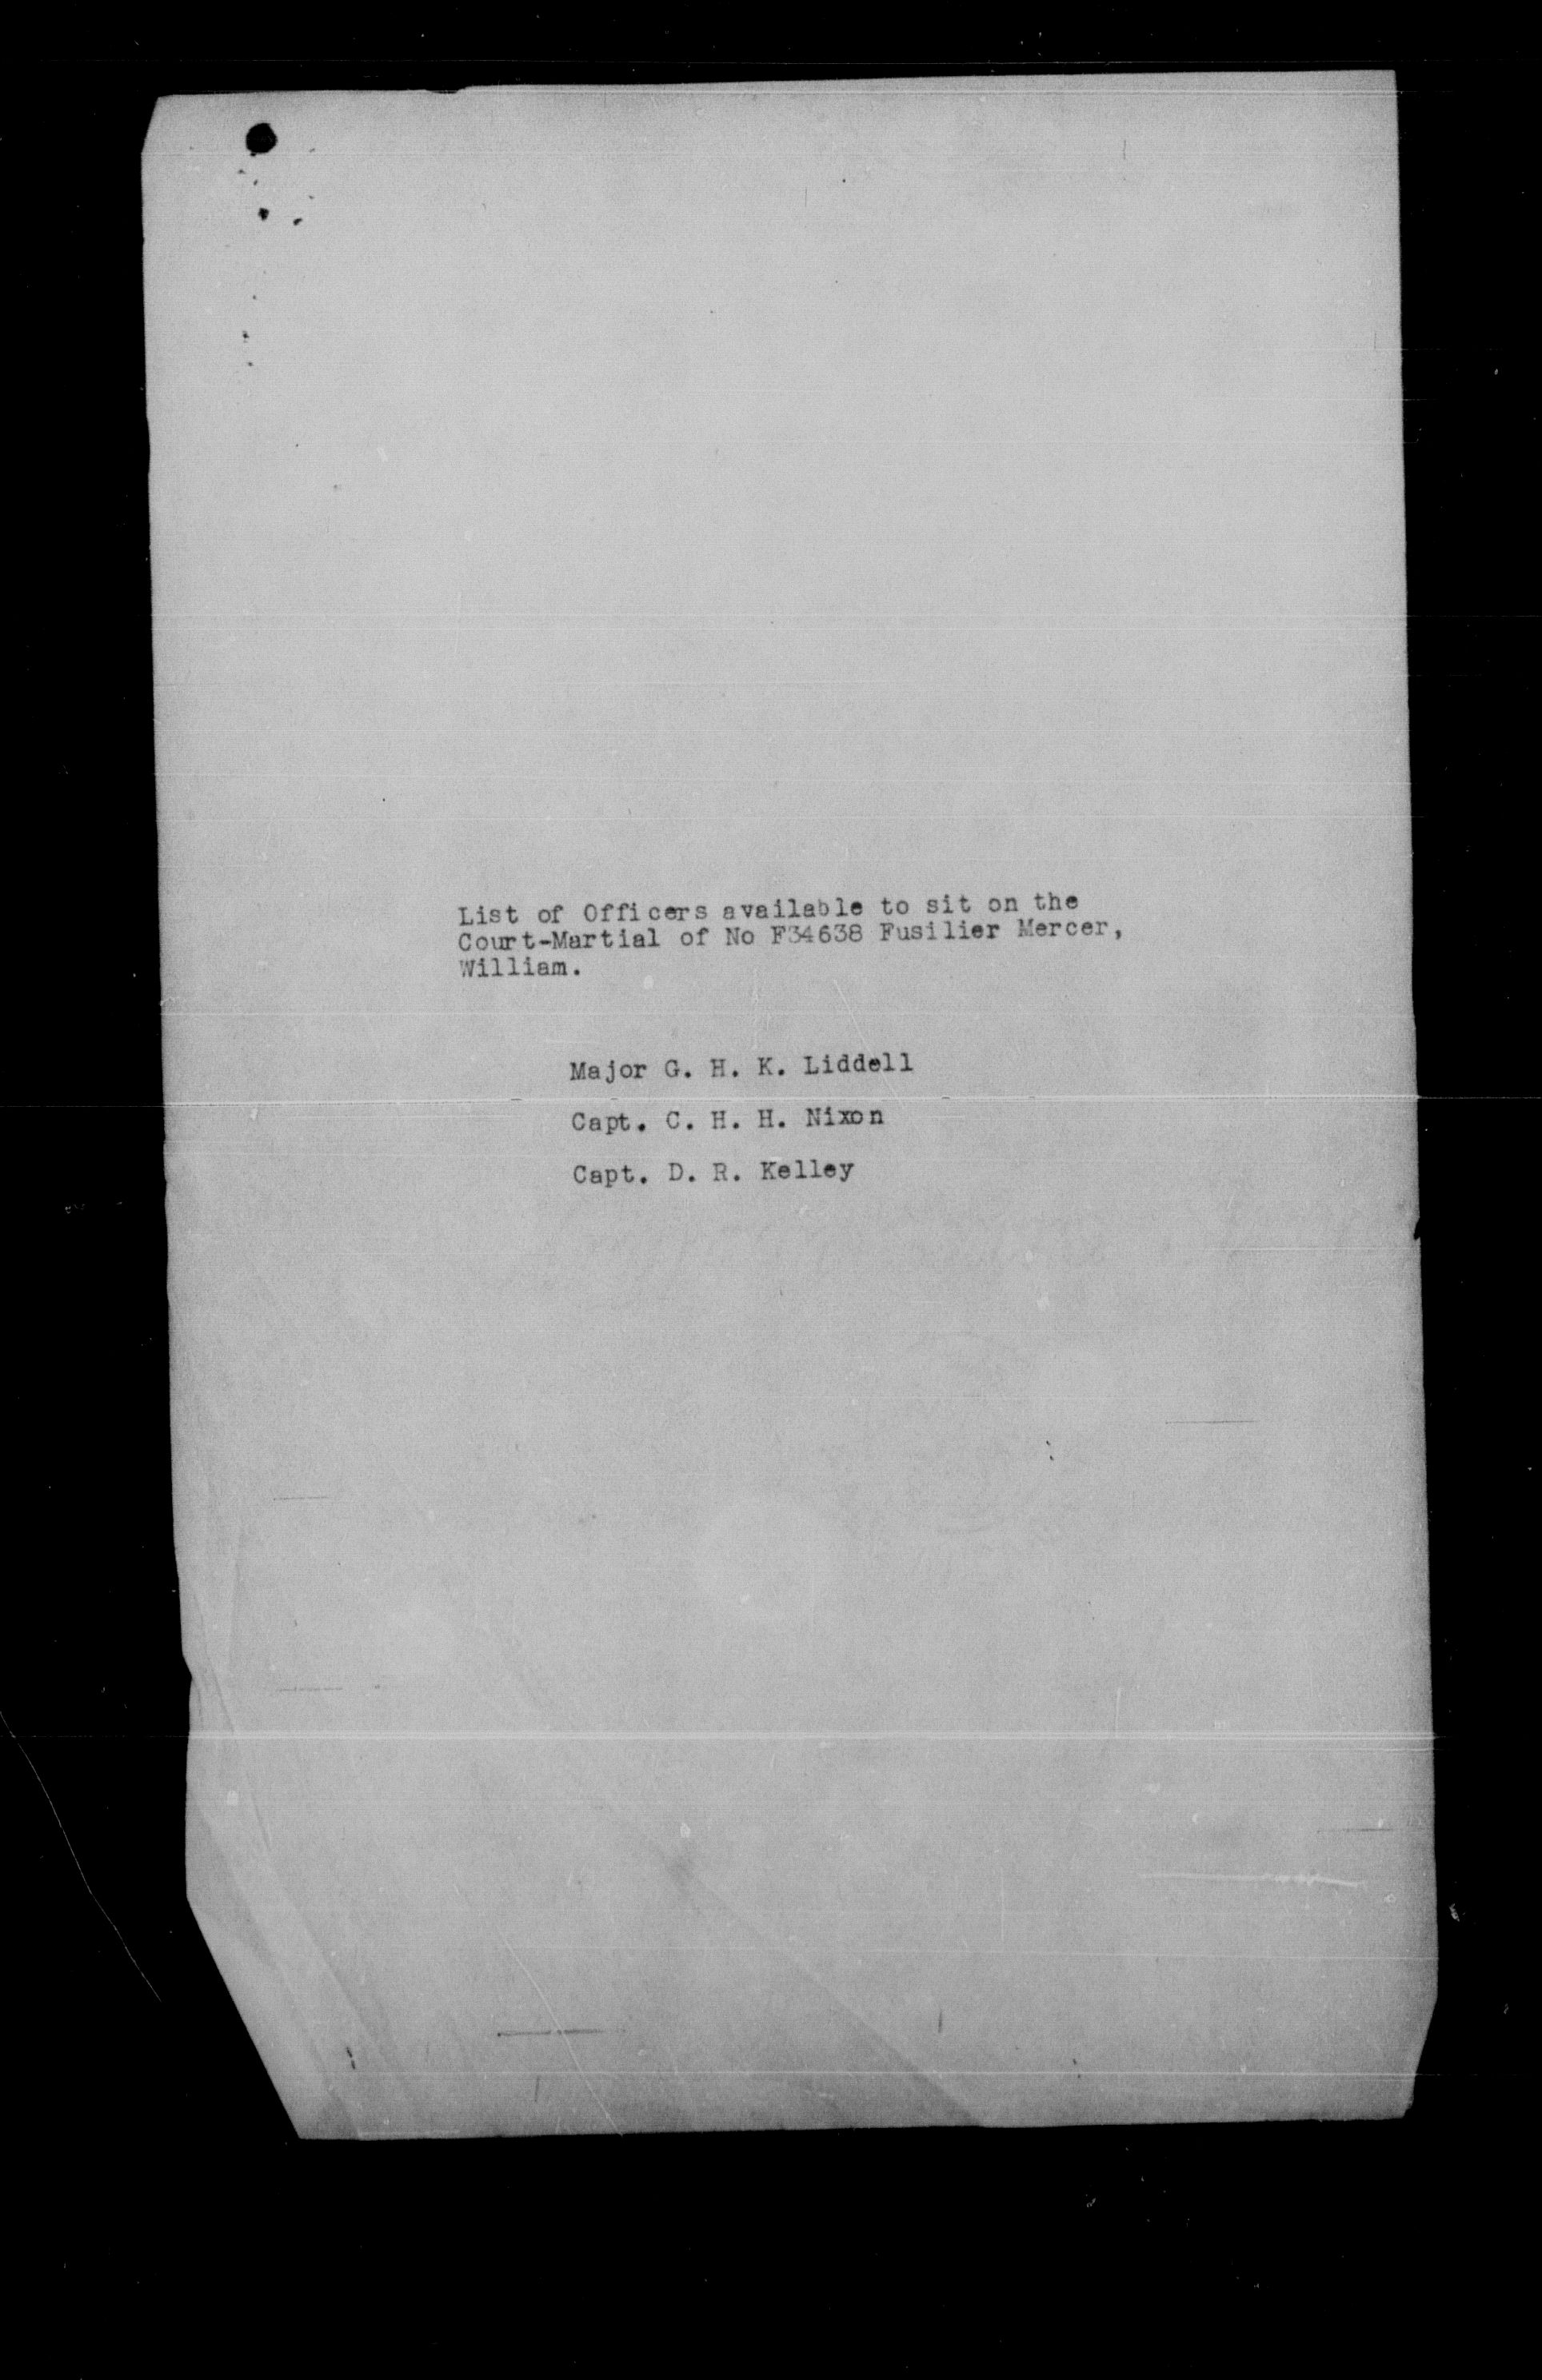 List of Officers available to sit on the
Court-Martial of No F34638 Fusilier Mercer,
William.
Major G. H. K. Liddell
Capt. C. H. H. Nixon
Capt. D. R. Kelley